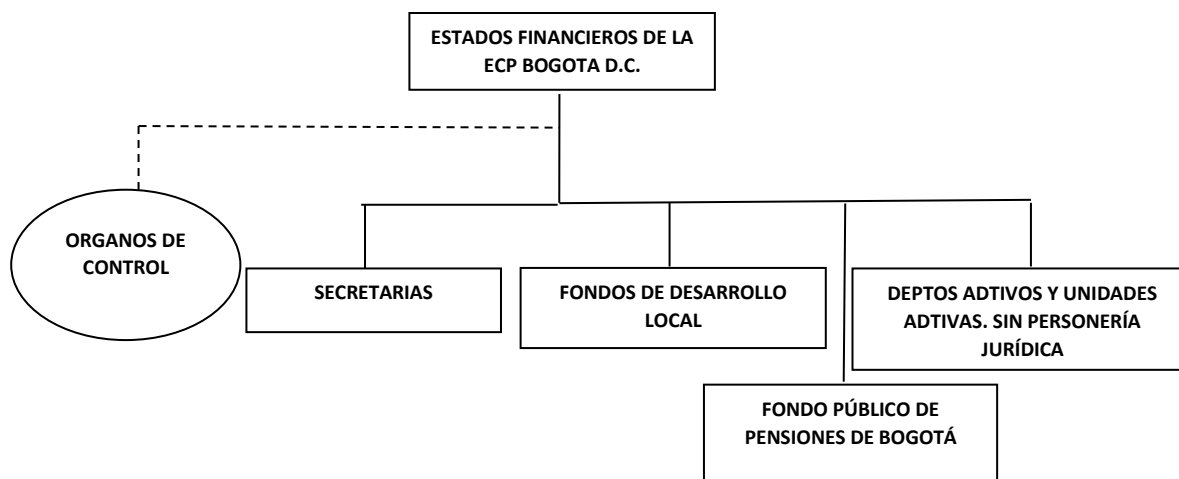 ESTADOS FINANCIEROS DE LA
ECP BOGOTA D.C.
ORGANOS DE
CONTROL
SECRETARIAS
FONDOS DE DESARROLLO
LOCAL
DEPTOS ADTIVOS Y UNIDADES
ADTIVAS. SIN PERSONERÍA
JURÍDICA
FONDO PÚBLICO DE
PENSIONES DE BOGOTÁ